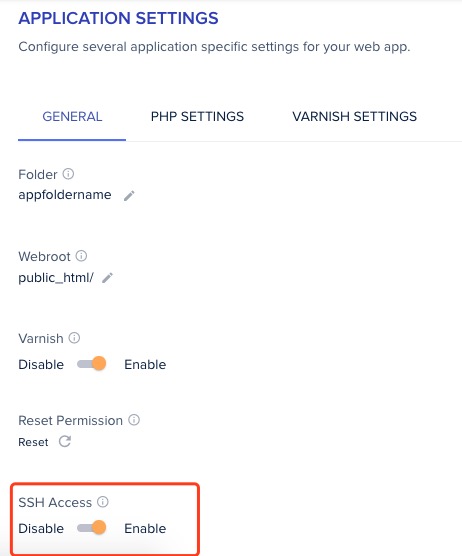 APPLICATION SETTINGS
Configure several application specific settings for your web app.
GENERAL PHP SETTINGS VARNISH SETTINGS
Folder
appfoldername
Webroot
public_html/
Varnish
Disable Enable
Reset Permission
Reset
SSH Access
Disable Enable